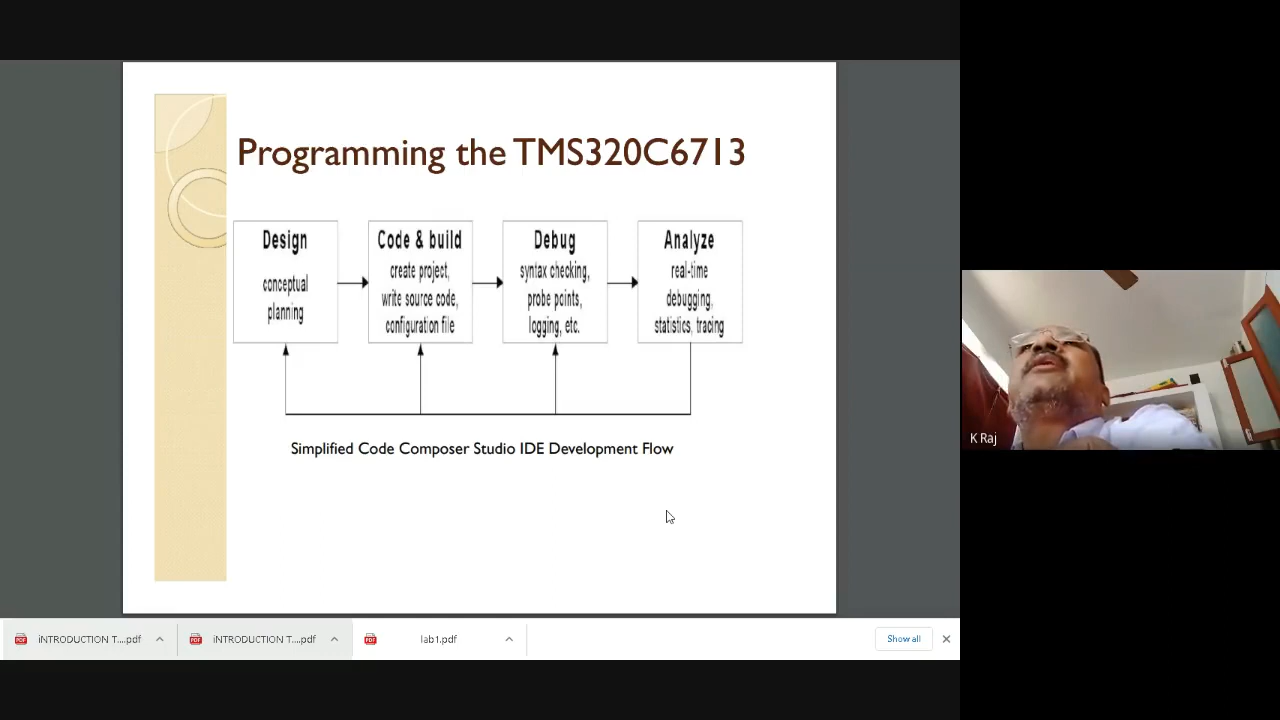 Programming the TMS320C6713
Design
conceptual
planning
Code & build
create project,
write source code,
configuration file
Debug
syntax checking,
probe points,
logging, etc.
Analyze
real-time
debugging,
statistics, tracing
Simplified Code Composer Studio IDE Development Flow
K Raj
iNTRODUCTION T....pdf
iNTRODUCTION T....pdf
lab1.pdf
Show all